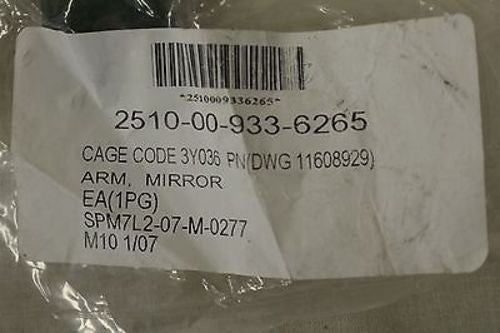 *2510009336265*
2510-00-933-6265
CAGE CODE 3Y036 PN(DWG 11608929)
ARM, MIRROR
EA(1PG)
SPM7L2-07-M-0277
M10 1/07